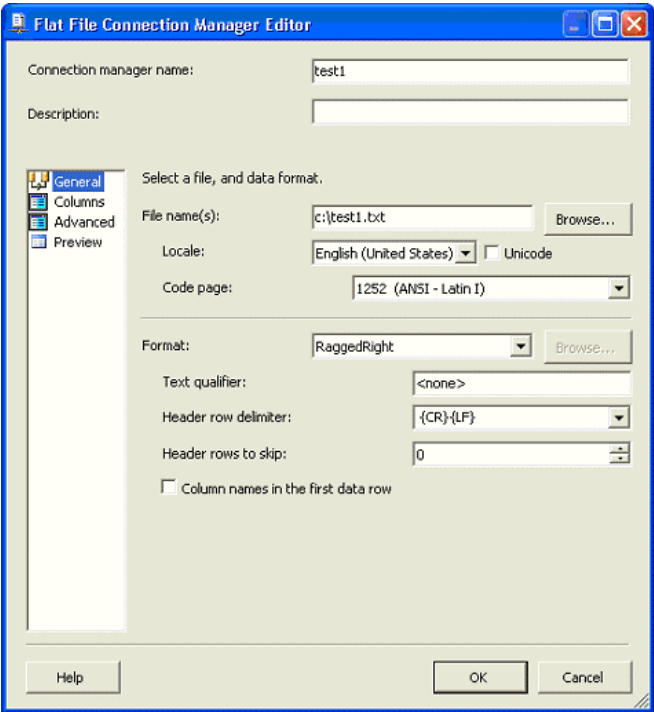 Flat File Connection Manager Editor
Connection manager name: test1
Description:
General
Columns
Advanced
Preview
Select a file, and data format.
File name(s): c:\test1.txt Browse...
Locale: English (United States) Unicode
Code page: 1252 (ANSI - Latin I)
Format: RaggedRight Browse...
Text qualifier: <none>
Header row delimiter: {CR}{LF}
Header rows to skip: 0
Column names in the first data row
Help OK Cancel